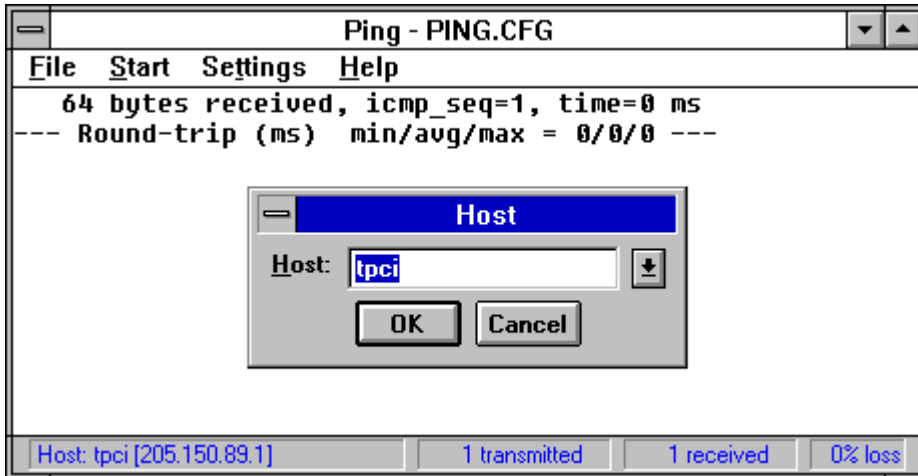 Ping - PING.CFG
File Start Settings Help
64 bytes received, icmp_seq=1, time=0 ms
--- Round-trip (ms) min/avg/max = 0/0/0 ---
Host
Host: tpci
OK Cancel
Host: tpci [205.150.89.1] 1 transmitted 1 received 0% loss